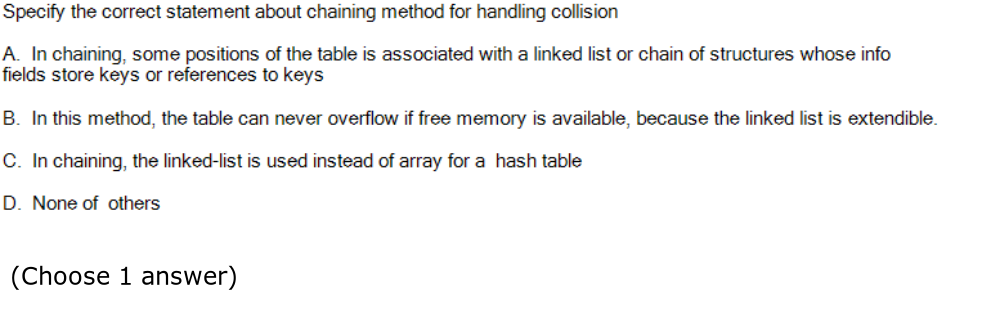 Specify the correct statement about chaining method for handling collision
A. In chaining, some positions of the table is associated with a linked list or chain of structures whose info
fields store keys or references to keys
B. In this method, the table can never overflow if free memory is available, because the linked list is extendible.
C. In chaining, the linked-list is used instead of array for a hash table
D. None of others
(Choose 1 answer)